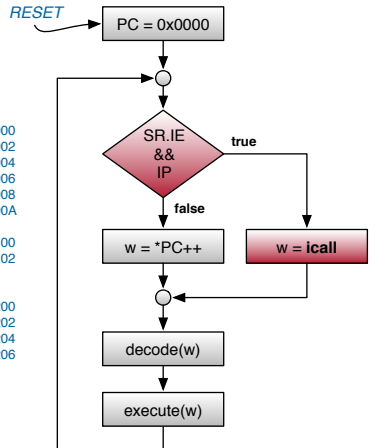 RESET
PC = 0x0000
SR.IE
&&
IP
true
false
w = *PC++
w = icall
decode(w)
execute(w)
00
02
04
06
08
0A
00
02
00
02
04
06